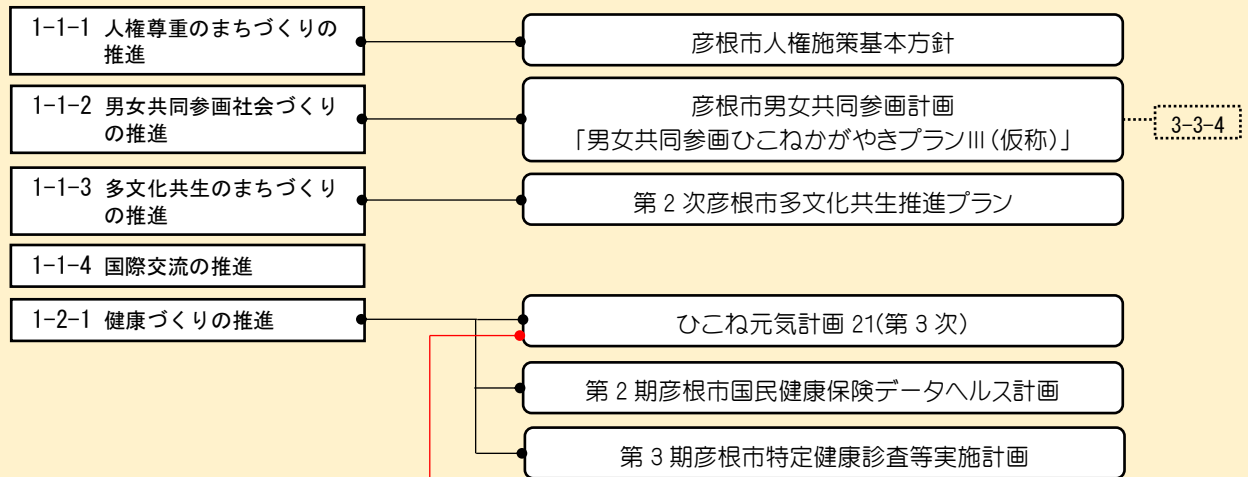 1-1-1 人権尊重のまちづくりの
推進
彦根市人権施策基本方針
1-1-2 男女共同参画社会づくり
の推進
彦根市男女共同参画計画
「男女共同参画ひこねかがやきプランⅢ(仮称)」
3-3-4
1-1-3 多文化共生のまちづくり
の推進
第2次彦根市多文化共生推進プラン
1-1-4 国際交流の推進
1-2-1 健康づくりの推進
ひこね元気計画21(第3次)
第2期彦根市国民健康保険データヘルス計画
第3期彦根市特定健康診査等実施計画